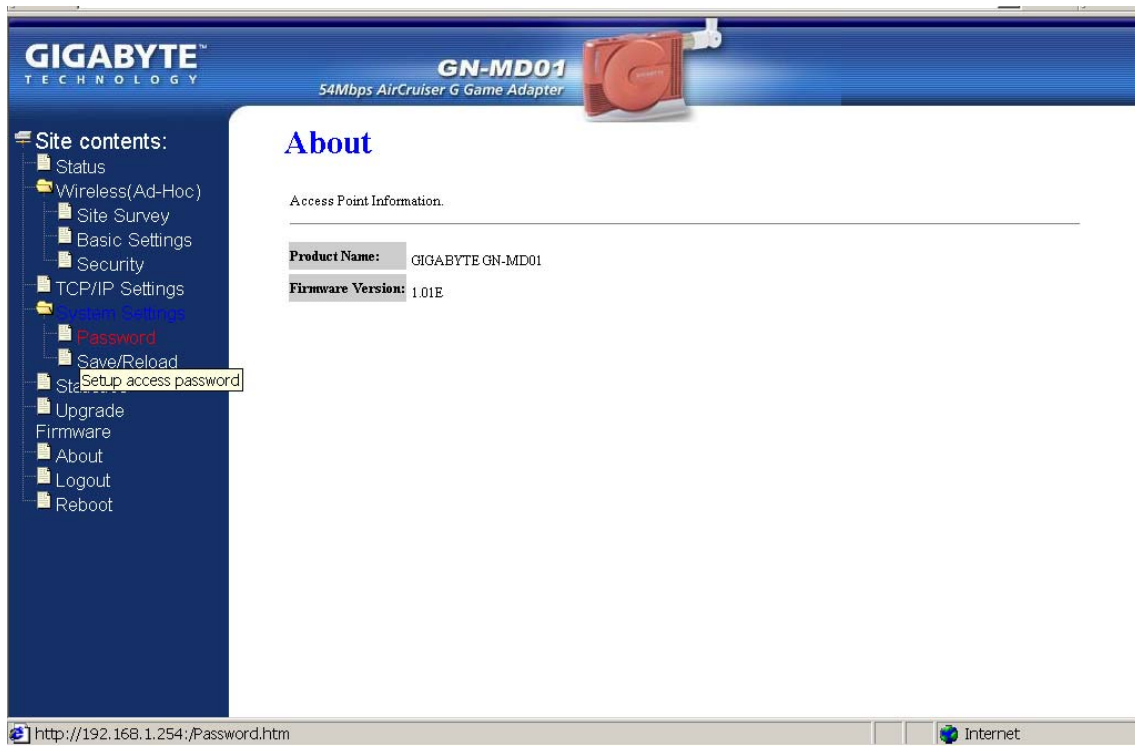 GIGABYTE™
TECHNOLOGY
GN-MD01
54Mbps AirCruiser G Game Adapter
Site contents:
Status
Wireless(Ad-Hoc)
Site Survey
Basic Settings
Security
TCP/IP Settings
System Settings
Password
Save/Reload
Setup access password
Upgrade
Firmware
About
Logout
Reboot
About
Access Point Information.
Product Name: GIGABYTE GN-MD01
Firmware Version: 1.01E
http://192.168.1.254:/Password.htm
Internet